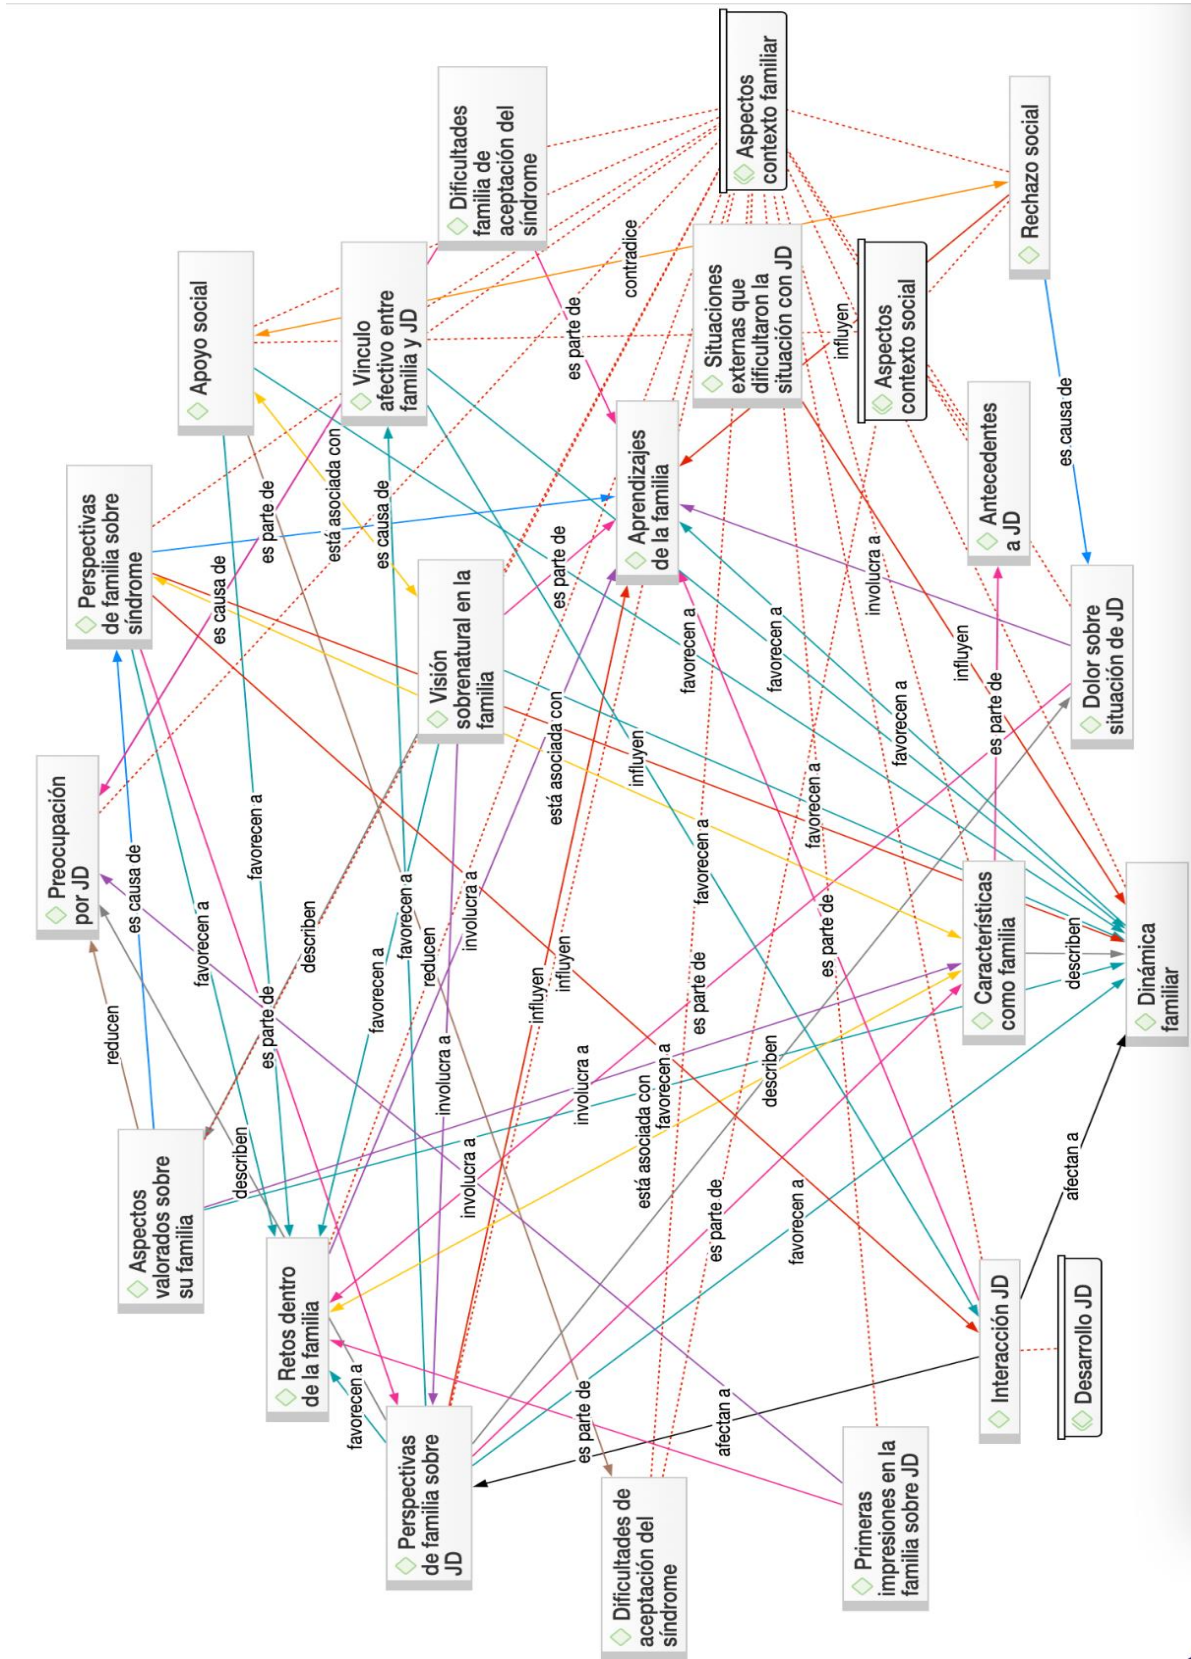 Preocupación
por JD
Perspectivas
de familia sobre
síndrome
reducen
es causa de
Aspectos
valorados sobre
su familia
Apoyo social
favorecen a
es causa de
describen
favorecen a
es parte de
es parte de
Retos dentro
de la familia
describen
está asociada con
Vinculo
afectivo entre
familia y JD
favorecen a
favorecen a
es causa de
favorecen a
Perspectivas
de familia sobre
JD
reducen
involucra a
Visión
sobrenatural en la
familia
Dificultades
familia de
aceptación del
síndrome
involucra a
involucra a
influyen
influyen
está asociada con
es parte de
es parte de
es parte de
involucra a
Dificultades de
aceptación del
síndrome
Aprendizajes
de la familia
contradice
influyen
está asociada con
favorecen a
favorecen a
es parte de
favorecen a
es parte de
afectan a
Situaciones
externas que
dificultaron la
situación con JD
Aspectos
contexto familiar
describen
favorecen a
favorecen a
favorecen a
es parte de
influyen
Primeras
impresiones en la
familia sobre JD
involucra a
Aspectos
contexto social
favorecen a
influyen
Interacción JD
Características
como familia
es parte de
Antecedentes
a JD
Rechazo social
es causa de
afectan a
describen
Desarrollo JD
Dolor sobre
situación de JD
Dinámica
familiar